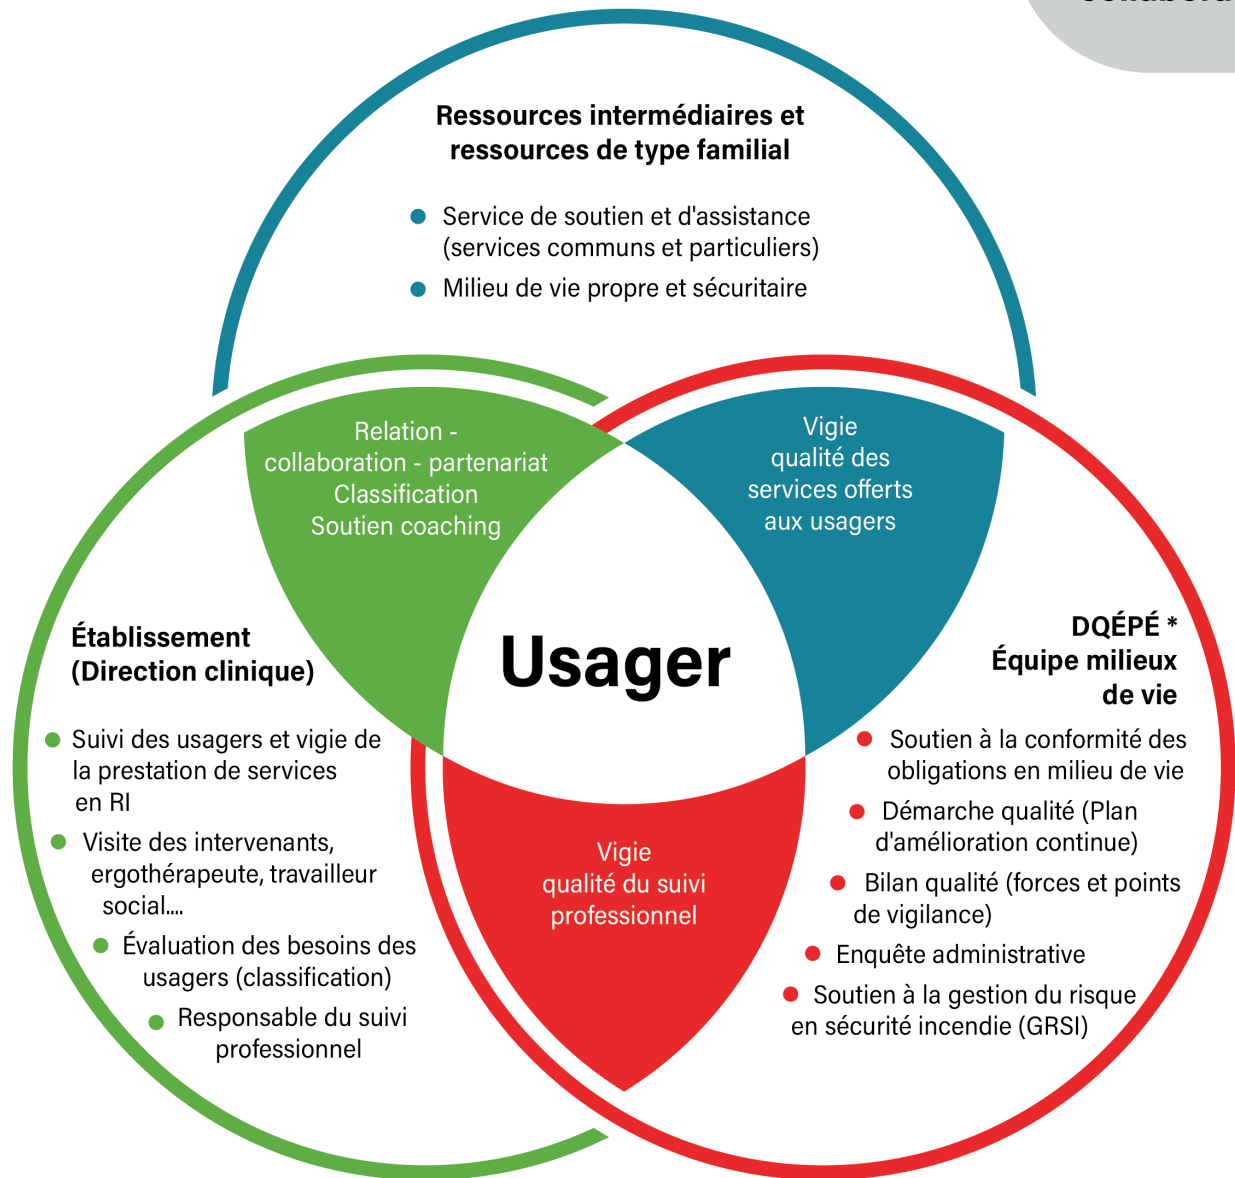 Ressources intermédiaires et
ressources de type familial
Service de soutien et d'assistance
(services communs et particuliers)
Milieu de vie propre et sécuritaire
Relation -
collaboration - partenariat
Classification
Soutien coaching
Vigie
qualité des
services offerts
aux usagers
Usager
Établissement
(Direction clinique)
Suivi des usagers et vigie de
la prestation de services
en RI
Visite des intervenants,
ergothérapeute, travailleur
social....
Évaluation des besoins des
usagers (classification)
Responsable du suivi
professionnel
DQÉPÉ *
Équipe milieux
de vie
Soutien à la conformité des
obligations en milieu de vie
Démarche qualité (Plan
d'amélioration continue)
Bilan qualité (forces et points
de vigilance)
Enquête administrative
Soutien à la gestion du risque
en sécurité incendie (GRSI)
Vigie
qualité du suivi
professionnel